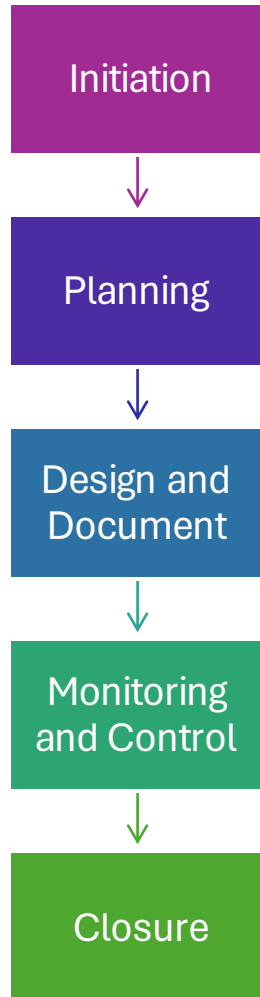 Initiation
Planning
Design and
Document
Monitoring
and Control
Closure